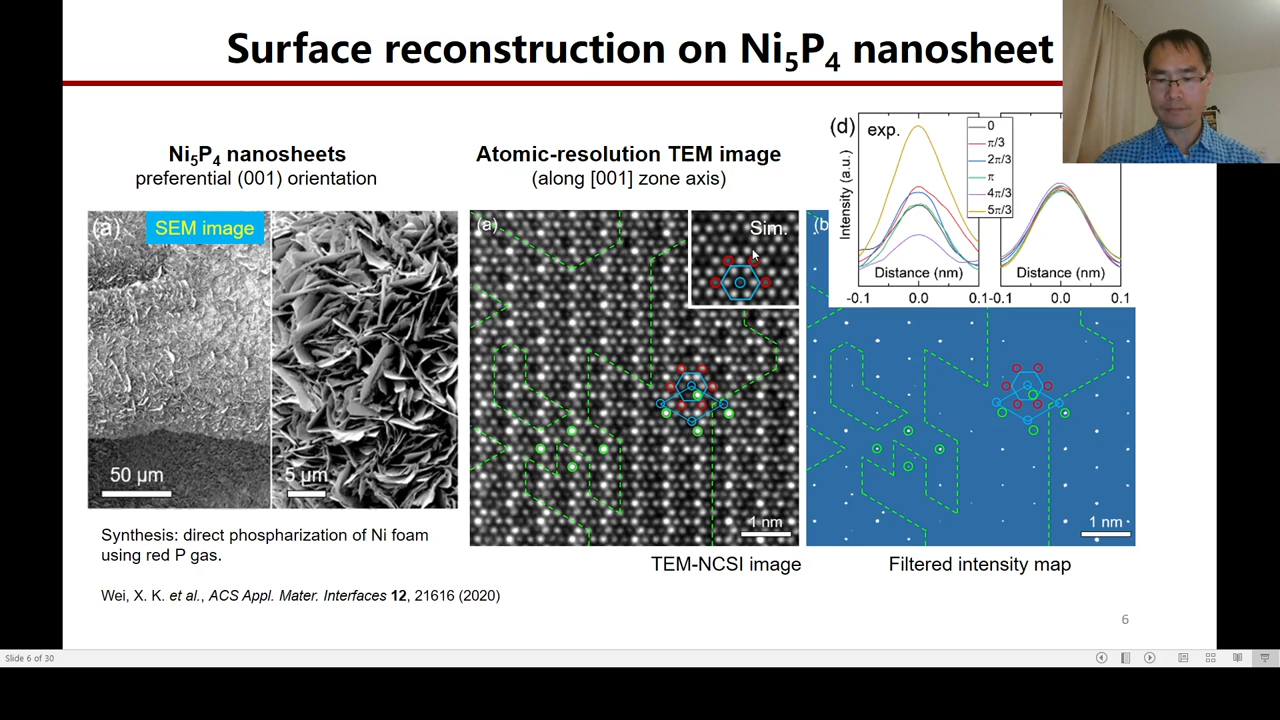 Surface reconstruction on Ni5P4 nanosheet
Ni5P4 nanosheets
preferential (001) orientation
Atomic-resolution TEM image
(along [001] zone axis)
(a)
SEM image
50 µm
5 µm
Synthesis: direct phospharization of Ni foam
using red P gas.
Wei, X. K. et al., ACS Appl. Mater. Interfaces 12, 21616 (2020)
(a)
Sim.
1 nm
TEM-NCSI image
(d)
exp.
0
π/3
2π/3
π
4π/3
5π/3
Intensity (a.u.)
Distance (nm)
Distance (nm)
-0.1
0.0
0.1
-0.1
0.0
0.1
(b
1 nm
Filtered intensity map
6
Slide 6 of 30